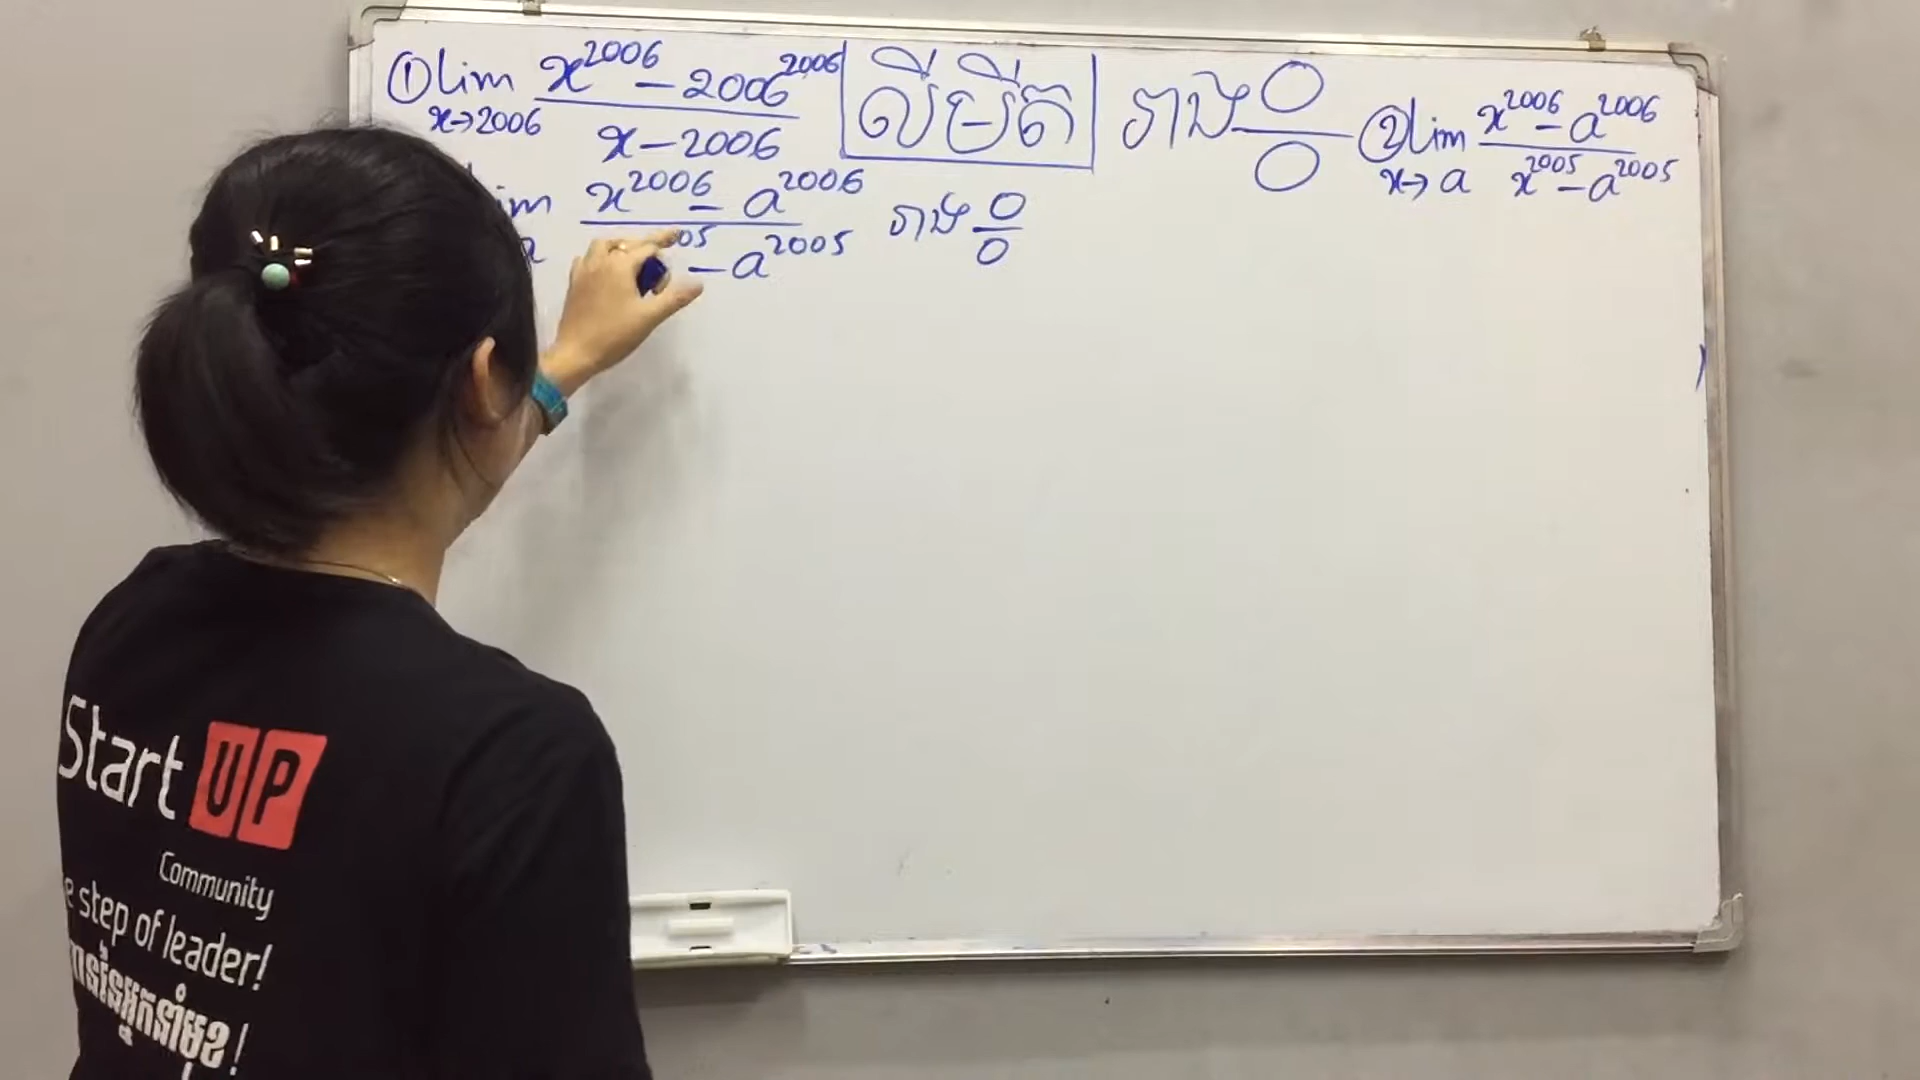 ① lim x→2006 (x^2006 − 2006^2006)/(x − 2006)
លីមីត
រាង 0/0
② lim x→a (x^2006 − a^2006)/(x^2005 − a^2005)
x^2006 − a^2006
− a^2005
រាង 0/0
Start UP
Community
step of leader!